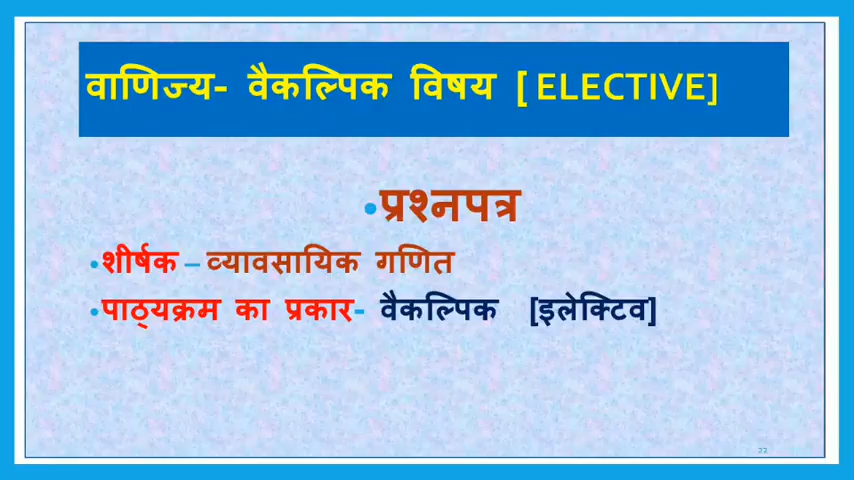 वाणिज्य- वैकल्पिक विषय [ ELECTIVE]
•प्रश्नपत्र
•शीर्षक – व्यावसायिक गणित
•पाठ्यक्रम का प्रकार- वैकल्पिक [इलेक्टिव]
22